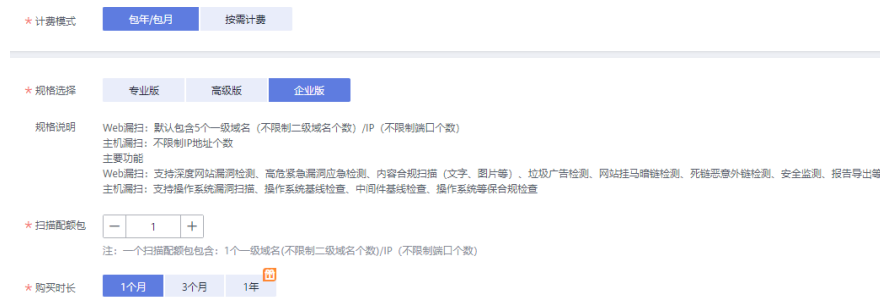 * 计费模式 包年/包月 按需计费
* 规格选择 专业版 高级版 企业版
规格说明 Web漏扫：默认包含5个一级域名（不限制二级域名个数）/IP（不限制端口个数）
主机漏扫：不限制IP地址个数
主要功能
Web漏扫：支持深度网站漏洞检测、高危紧急漏洞应急检测、内容合规扫描（文字、图片等）、垃圾广告检测、网站挂马暗链检测、死链恶意外链检测、安全监测、报告导出等
主机漏扫：支持操作系统漏洞扫描、操作系统基线检查、中间件基线检查、操作系统等保合规检查
* 扫描配额包 — 1 +
注：一个扫描配额包包含：1个一级域名(不限制二级域名个数)/IP（不限制端口个数）
* 购买时长 1个月 3个月 1年